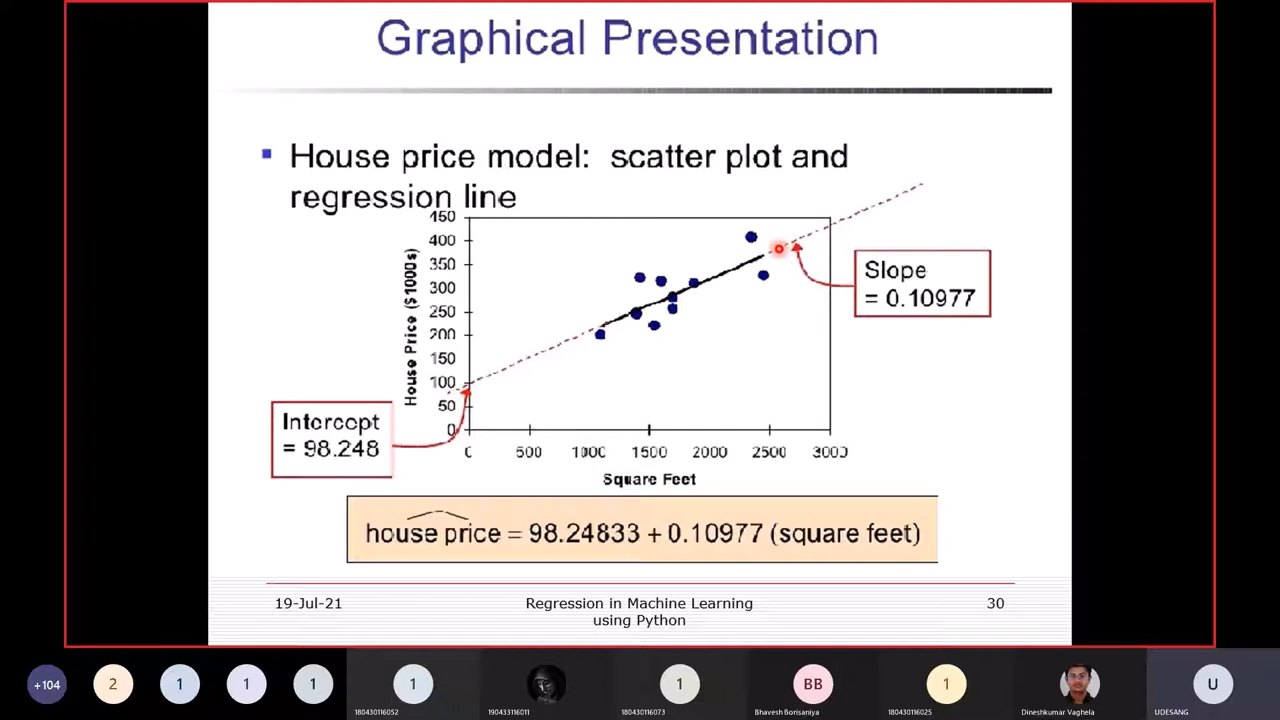 Graphical Presentation
House price model: scatter plot and
regression line
450
400
350
300
250
200
150
100
50
0
House Price ($1000s)
0 500 1000 1500 2000 2500 3000
Square Feet
Slope
= 0.10977
Intercept
= 98.248
house price = 98.24833 + 0.10977 (square feet)
19-Jul-21
Regression in Machine Learning
using Python
30
+104
2
1
1
1
1
1
BB
1
U
180430116052
190433116011
180430116073
Bhavesh Borisaniya
180430116025
Dineshkumar Vaghela
UDESANG